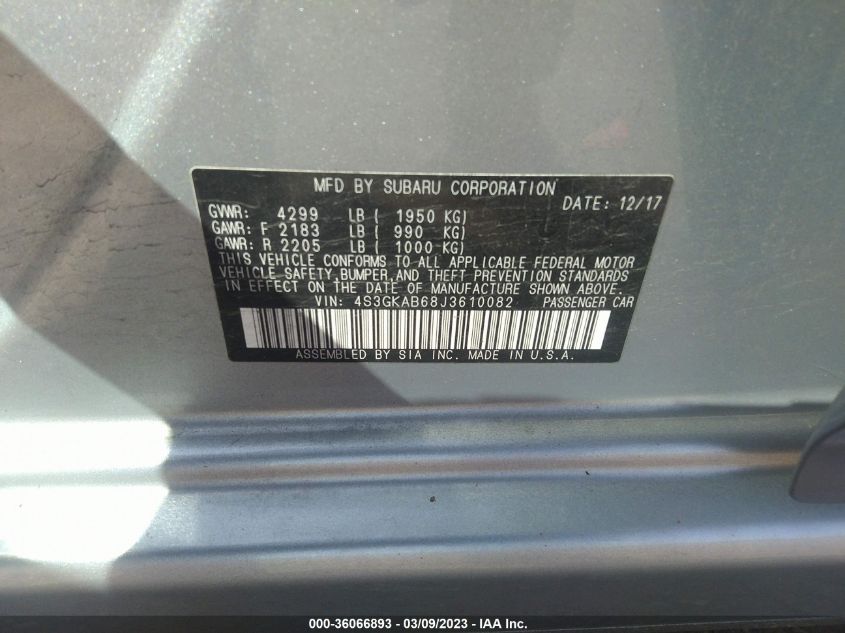 MFD BY SUBARU CORPORATION
DATE: 12/17
GVWR: 4299 LB ( 1950 KG)
GAWR: F 2183 LB ( 990 KG)
GAWR: R 2205 LB ( 1000 KG)
THIS VEHICLE CONFORMS TO ALL APPLICABLE FEDERAL MOTOR
VEHICLE SAFETY,BUMPER,AND THEFT PREVENTION STANDARDS
IN EFFECT ON THE DATE OF MANUFACTURE SHOWN ABOVE.
VIN: 4S3GKAB68J3610082 PASSENGER CAR
ASSEMBLED BY SIA INC. MADE IN U.S.A.
000-36066893 - 03/09/2023 - IAA Inc.